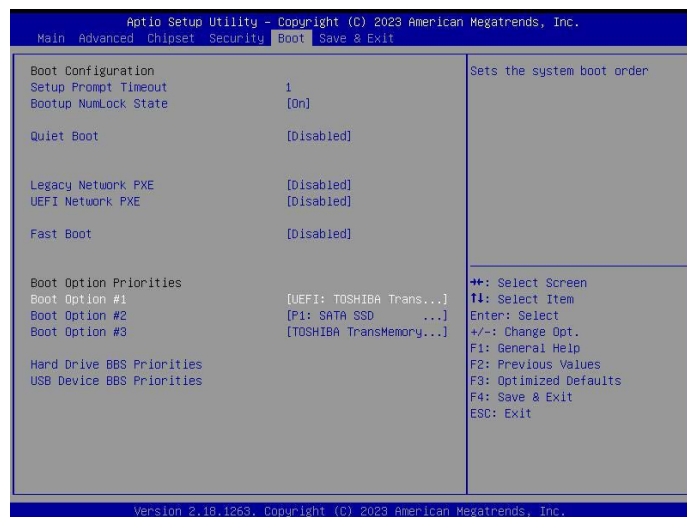 Aptio Setup Utility – Copyright (C) 2023 American Megatrends, Inc.
Main Advanced Chipset Security Boot Save & Exit
Boot Configuration
Setup Prompt Timeout 1
Bootup NumLock State [On]
Quiet Boot [Disabled]
Legacy Network PXE [Disabled]
UEFI Network PXE [Disabled]
Fast Boot [Disabled]
Boot Option Priorities
Boot Option #1 [UEFI: TOSHIBA Trans...]
Boot Option #2 [P1: SATA SSD ...]
Boot Option #3 [TOSHIBA TransMemory...]
Hard Drive BBS Priorities
USB Device BBS Priorities
Sets the system boot order
→←: Select Screen
↑↓: Select Item
Enter: Select
+/-: Change Opt.
F1: General Help
F2: Previous Values
F3: Optimized Defaults
F4: Save & Exit
ESC: Exit
Version 2.18.1263. Copyright (C) 2023 American Megatrends, Inc.